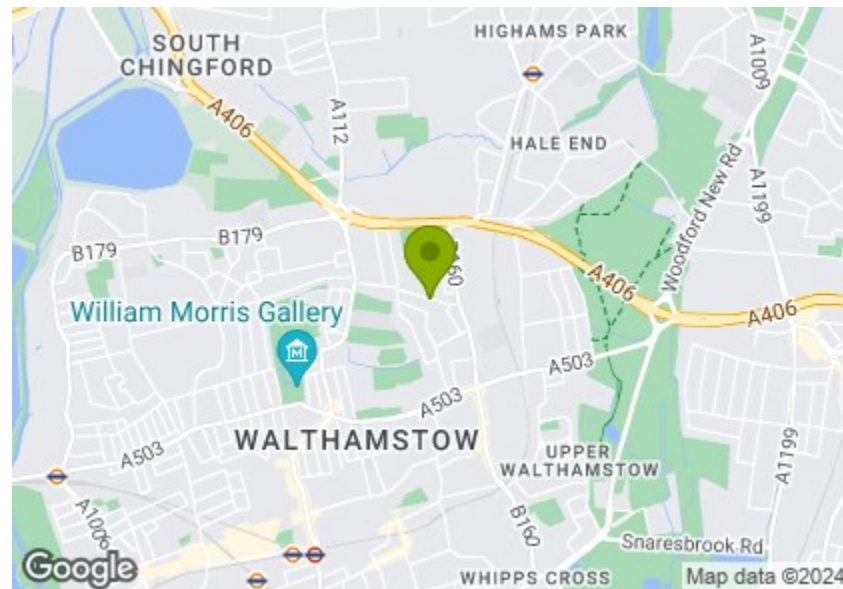 SOUTH
CHINGFORD
HIGHAMS PARK
A1009
A406
A112
HALE END
Woodford New Rd
A1199
B179
B179
B160
A406
A406
William Morris Gallery
M
A503
A503
A503
WALTHAMSTOW
UPPER
WALTHAMSTOW
A1199
A1006
B160
Snaresbrook Rd
WHIPPS CROSS
Google
Map data ©2024